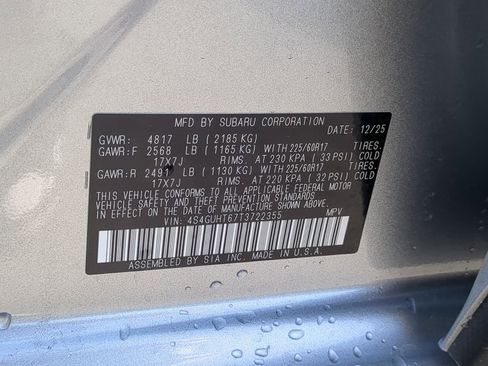 MFD BY SUBARU CORPORATION
GVWR: 4817 LB ( 2185 KG) DATE: 12/25
GAWR:F 2568 LB ( 1165 KG) WITH 225/60R17 TIRES.
17X7J RIMS. AT 230 KPA ( 33 PSI) COLD
GAWR:R 2491 LB ( 1130 KG) WITH 225/60R17 TIRES.
17X7J RIMS. AT 220 KPA ( 32 PSI) COLD
THIS VEHICLE CONFORMS TO ALL APPLICABLE FEDERAL MOTOR
VEHICLE SAFETY AND THEFT PREVENTION STANDARDS IN EFFECT
ON THE DATE OF MANUFACTURE SHOWN ABOVE.
VIN: 4S4GUHT67T3722355 MPV
ASSEMBLED BY SIA INC. MADE IN U.S.A.